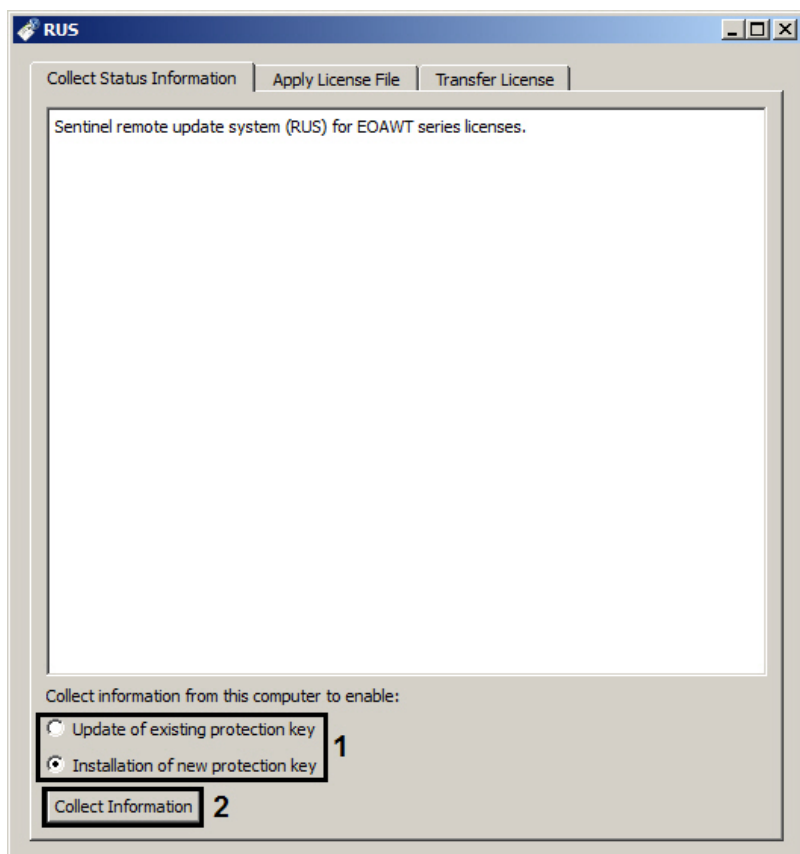 RUS
Collect Status Information Apply License File Transfer License
Sentinel remote update system (RUS) for EOAWT series licenses.
Collect information from this computer to enable:
Update of existing protection key
Installation of new protection key
1
Collect Information 2